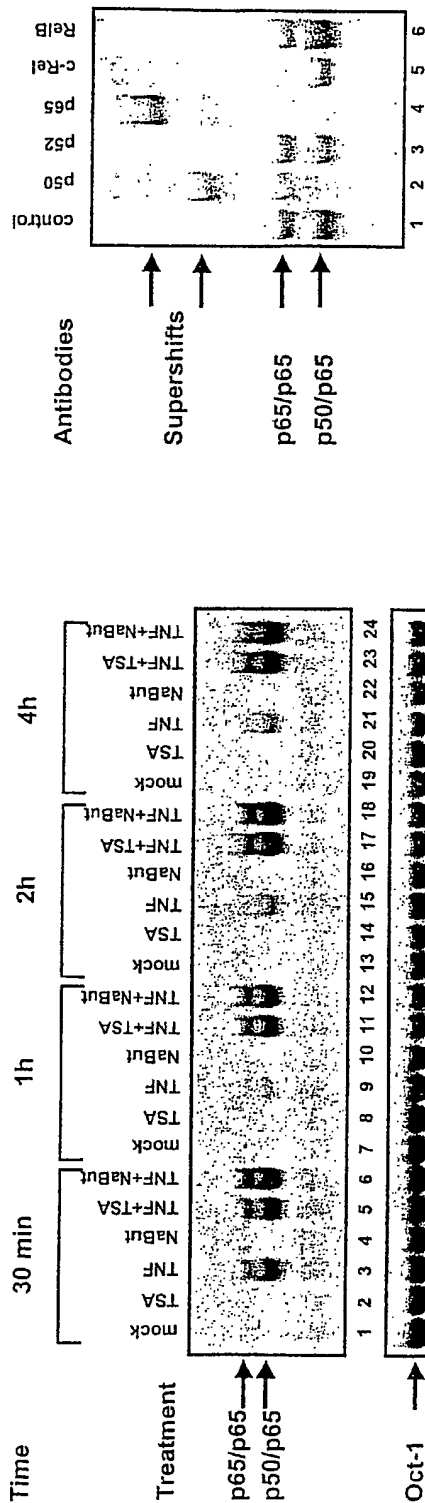 Time
30 min 1h 2h 4h
Treatment
mock TSA TNF NaBut TNF+TSA TNF+NaBut mock TSA TNF NaBut TNF+TSA TNF+NaBut mock TSA TNF NaBut TNF+TSA TNF+NaBut mock TSA TNF NaBut TNF+TSA TNF+NaBut
p65/p65
p50/p65
1 2 3 4 5 6 7 8 9 10 11 12 13 14 15 16 17 18 19 20 21 22 23 24
Oct-1
Antibodies
control p50 p52 p65 c-Rel RelB
Supershifts
p65/p65
p50/p65
1 2 3 4 5 6